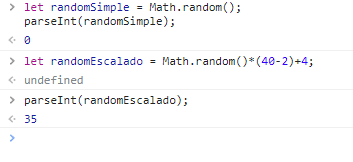 > let randomSimple = Math.random();
parseInt(randomSimple);
< 0
> let randomEscalado = Math.random()*(40-2)+4;
< undefined
> parseInt(randomEscalado);
< 35
>